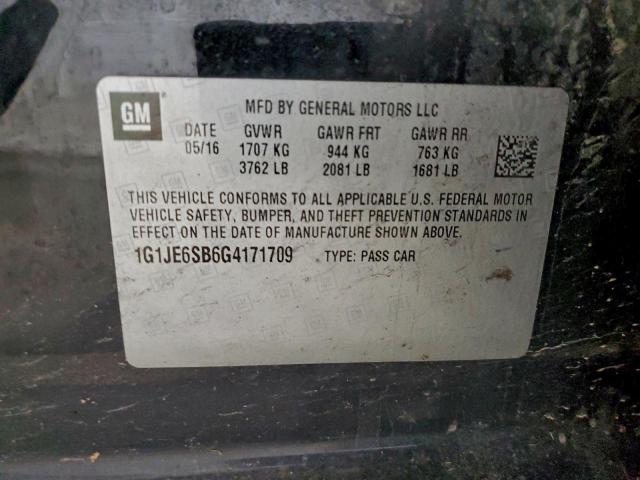 GM
MFD BY GENERAL MOTORS LLC
DATE GVWR GAWR FRT GAWR RR
05/16 1707 KG 944 KG 763 KG
3762 LB 2081 LB 1681 LB
THIS VEHICLE CONFORMS TO ALL APPLICABLE U.S. FEDERAL MOTOR
VEHICLE SAFETY, BUMPER, AND THEFT PREVENTION STANDARDS IN
EFFECT ON THE DATE OF MANUFACTURE SHOWN ABOVE.
1G1JE6SB6G4171709 TYPE: PASS CAR